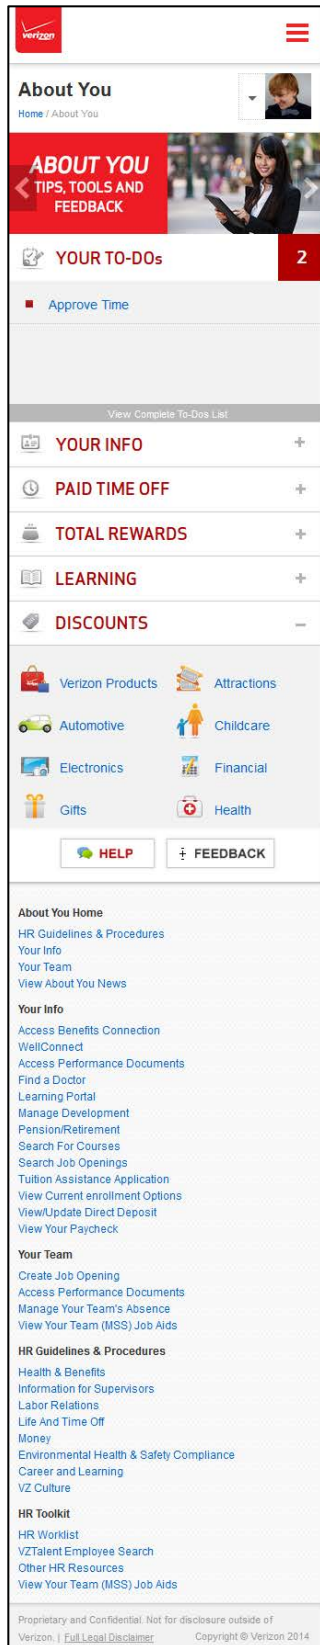 verizon
About You
Home / About You
ABOUT YOU
TIPS, TOOLS AND
FEEDBACK
YOUR TO-DOs 2
Approve Time
View Complete To-Dos List
YOUR INFO +
PAID TIME OFF +
TOTAL REWARDS +
LEARNING +
DISCOUNTS –
Verizon Products Attractions
Automotive Childcare
Electronics Financial
Gifts Health
HELP FEEDBACK
About You Home
HR Guidelines & Procedures
Your Info
Your Team
View About You News
Your Info
Access Benefits Connection
WellConnect
Access Performance Documents
Find a Doctor
Learning Portal
Manage Development
Pension/Retirement
Search For Courses
Search Job Openings
Tuition Assistance Application
View Current enrollment Options
View/Update Direct Deposit
View Your Paycheck
Your Team
Create Job Opening
Access Performance Documents
Manage Your Team's Absence
View Your Team (MSS) Job Aids
HR Guidelines & Procedures
Health & Benefits
Information for Supervisors
Labor Relations
Life And Time Off
Money
Environmental Health & Safety Compliance
Career and Learning
VZ Culture
HR Toolkit
HR Worklist
VZTalent Employee Search
Other HR Resources
View Your Team (MSS) Job Aids
Proprietary and Confidential. Not for disclosure outside of
Verizon. | Full Legal Disclaimer Copyright © Verizon 2014